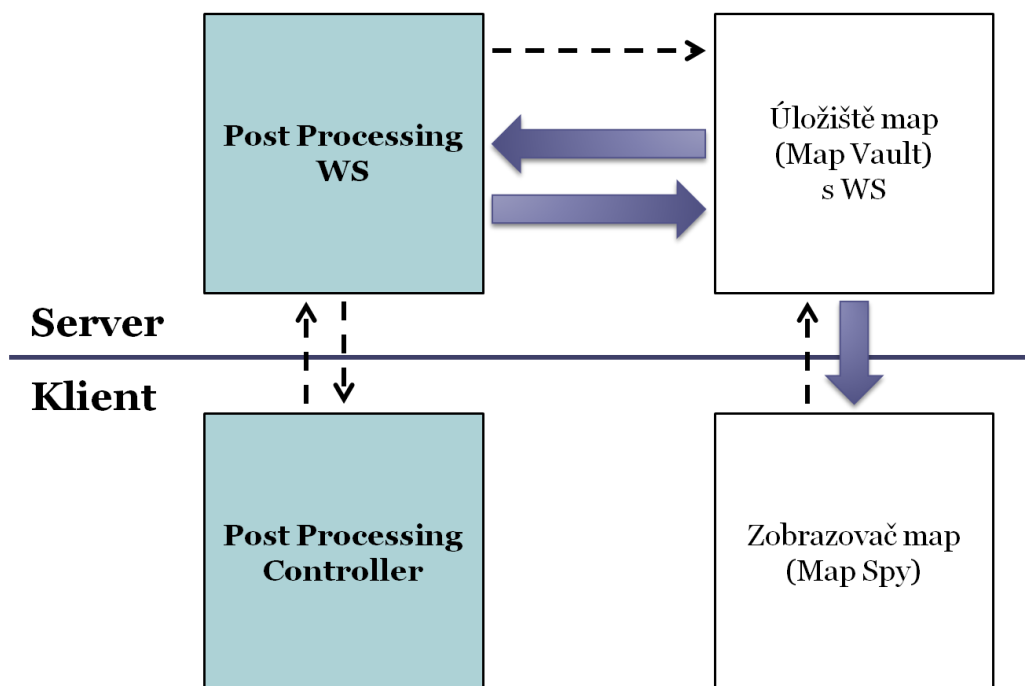 Post Processing
WS
Úložiště map
(Map Vault)
s WS
Server
Klient
Post Processing
Controller
Zobrazovač map
(Map Spy)